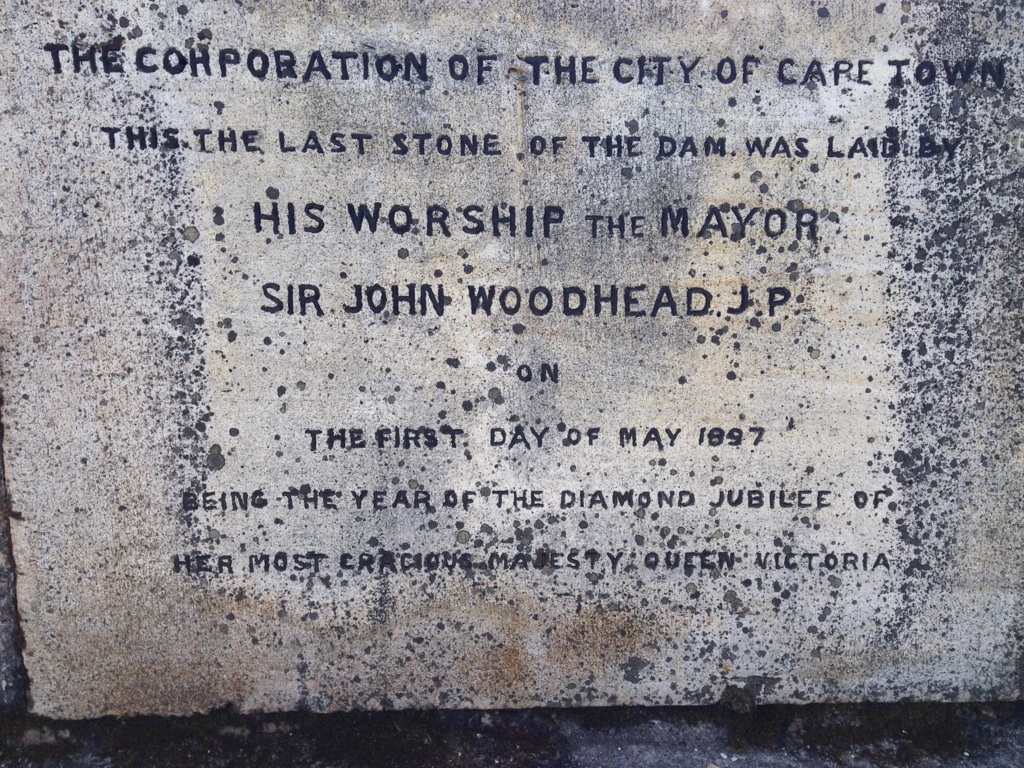 THE CORPORATION OF THE CITY OF CAPE TOWN
THIS THE LAST STONE OF THE DAM. WAS LAID BY
HIS WORSHIP THE MAYOR
SIR JOHN WOODHEAD. J.P.
ON
THE FIRST DAY OF MAY 1897
BEING THE YEAR OF THE DIAMOND JUBILEE OF
HER MOST GRACIOUS MAJESTY QUEEN VICTORIA